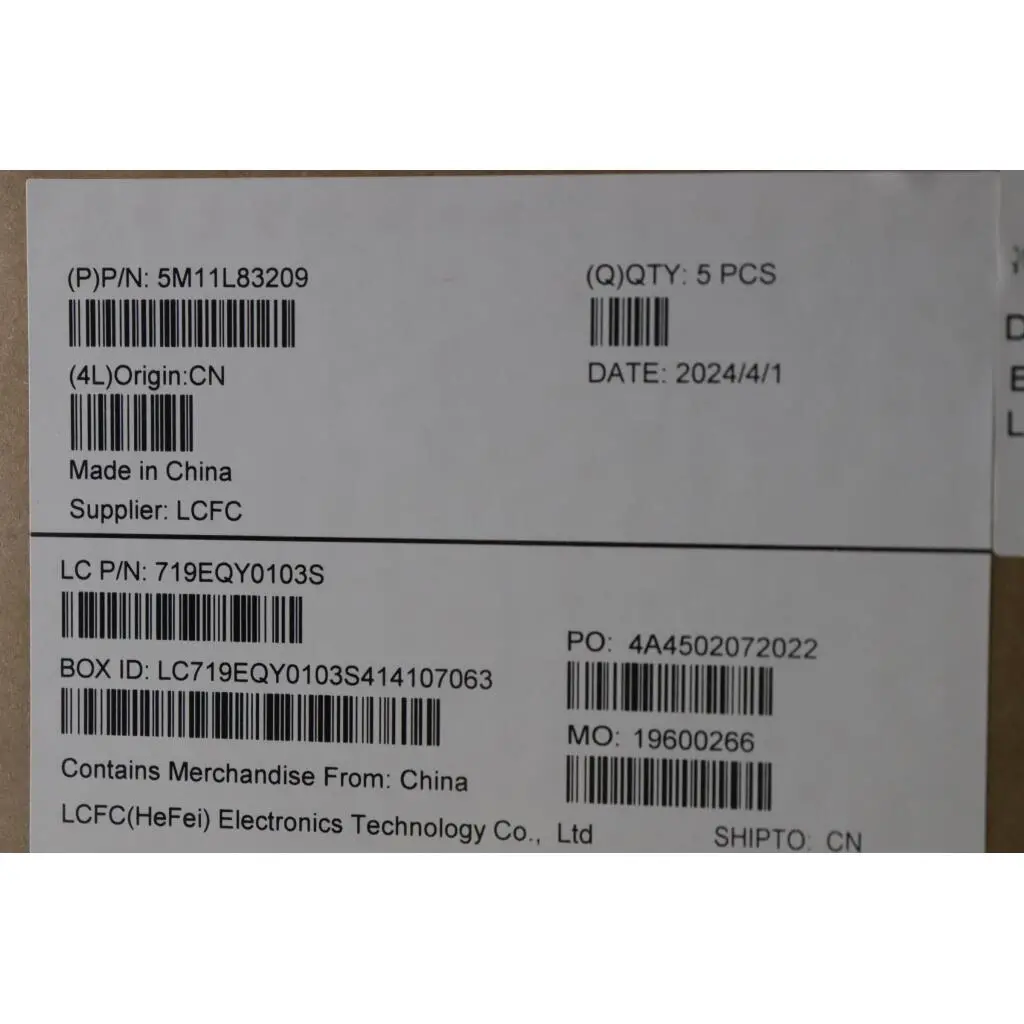 (P)P/N: 5M11L83209
(Q)QTY: 5 PCS
(4L)Origin:CN
DATE: 2024/4/1
Made in China
Supplier: LCFC
LC P/N: 719EQY0103S
PO: 4A4502072022
BOX ID: LC719EQY0103S414107063
MO: 19600266
Contains Merchandise From: China
LCFC(HeFei) Electronics Technology Co., Ltd
SHIPTO: CN